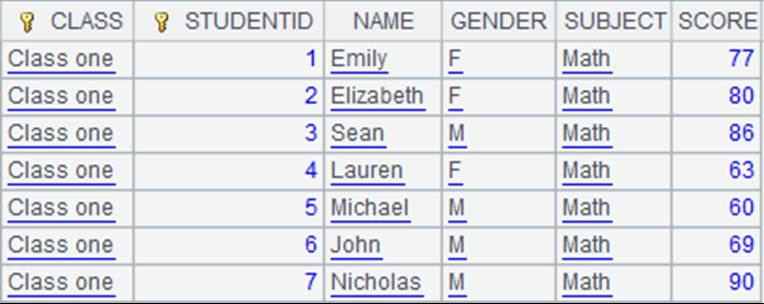 CLASS STUDENTID NAME GENDER SUBJECT SCORE
Class one 1 Emily F Math 77
Class one 2 Elizabeth F Math 80
Class one 3 Sean M Math 86
Class one 4 Lauren F Math 63
Class one 5 Michael M Math 60
Class one 6 John M Math 69
Class one 7 Nicholas M Math 90